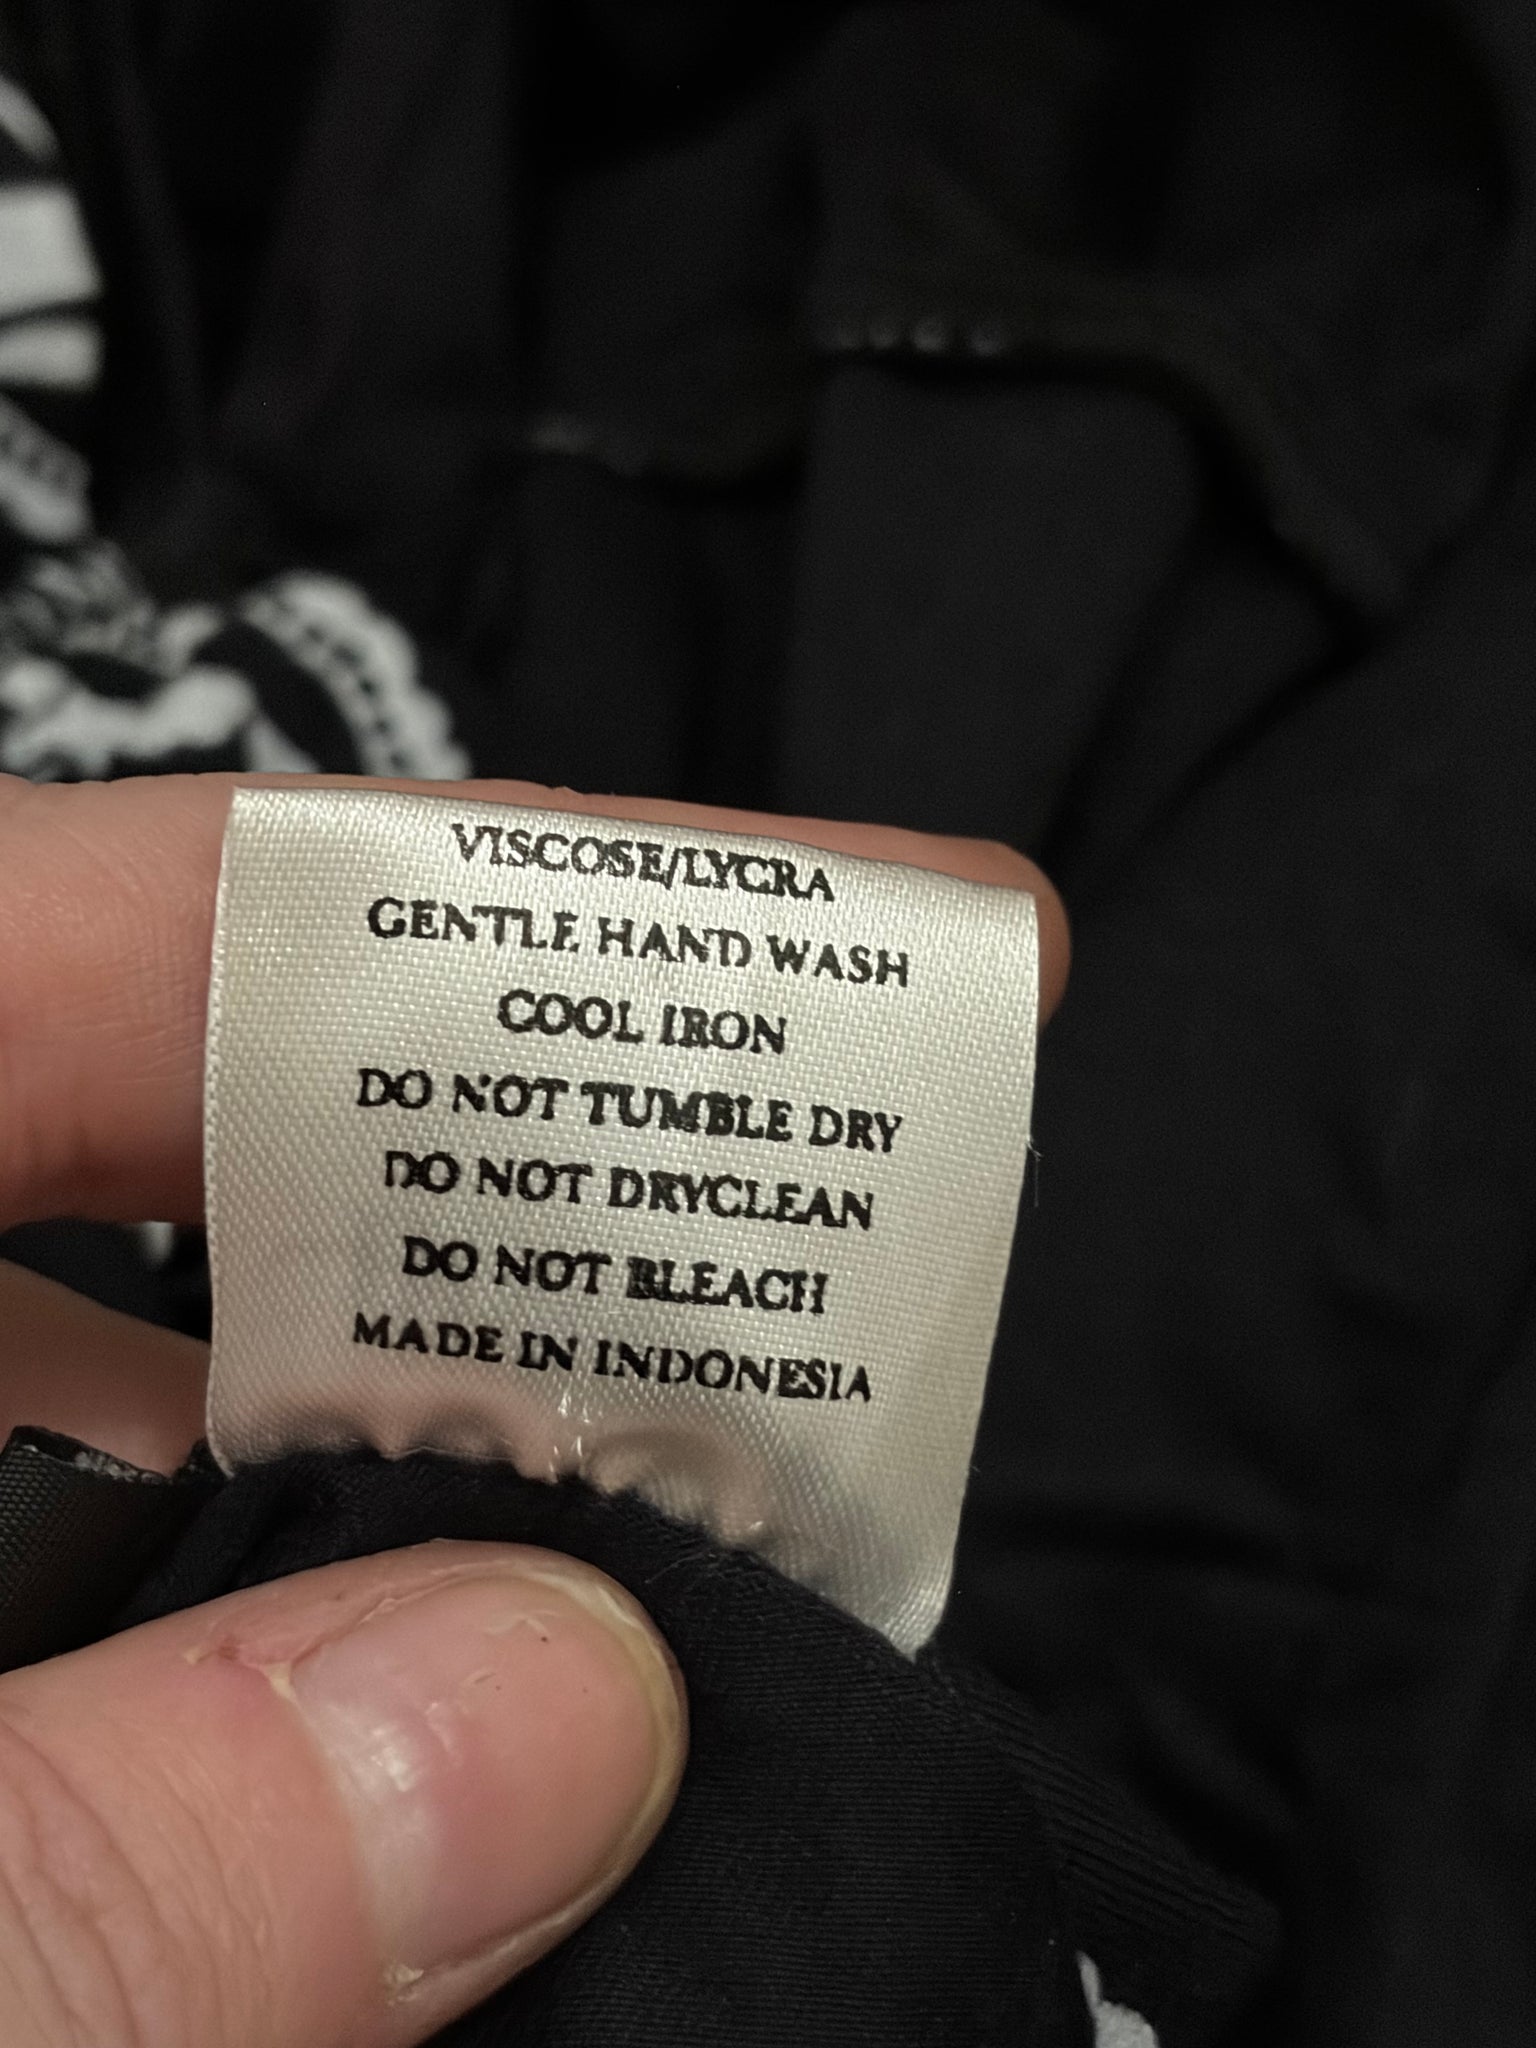 VISCOSE/LYCRA
GENTLE HAND WASH
COOL IRON
DO NOT TUMBLE DRY
DO NOT DRYCLEAN
DO NOT BLEACH
MADE IN INDONESIA